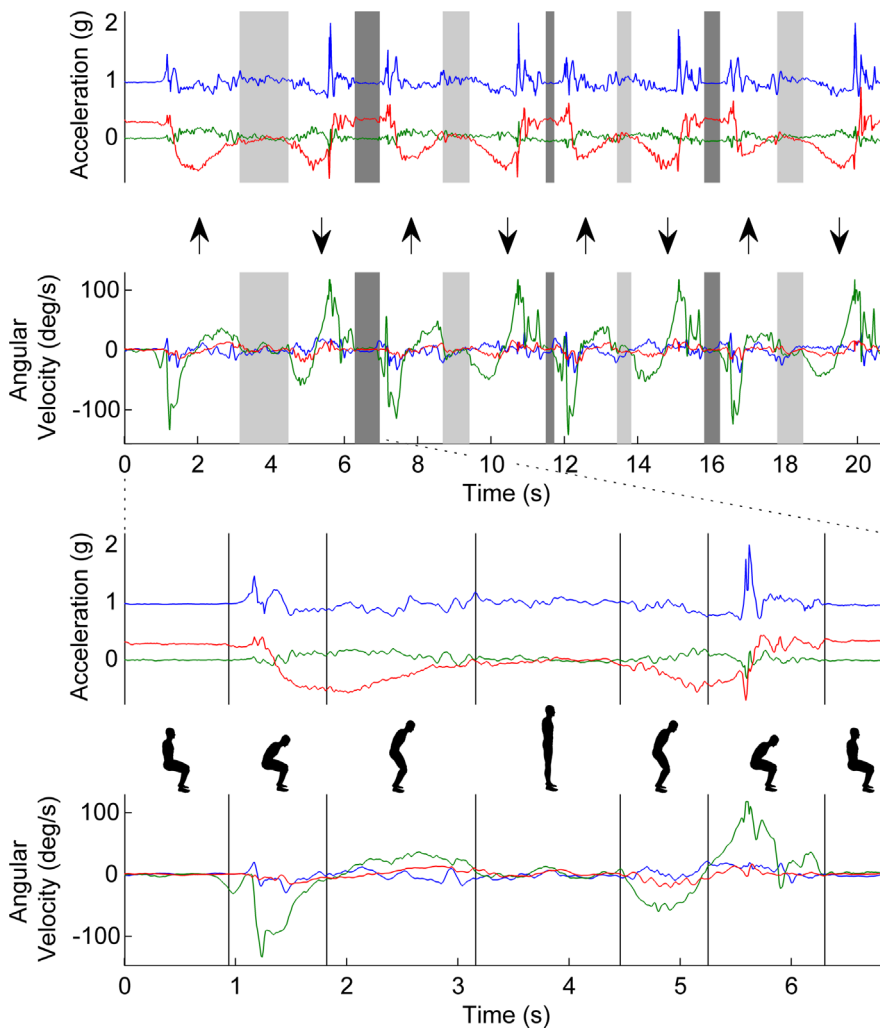 Acceleration (g)
2
1
0
Angular
Velocity (deg/s)
100
0
-100
0 2 4 6 8 10 12 14 16 18 20
Time (s)
Acceleration (g)
2
1
0
Angular
Velocity (deg/s)
100
0
-100
0 1 2 3 4 5 6
Time (s)